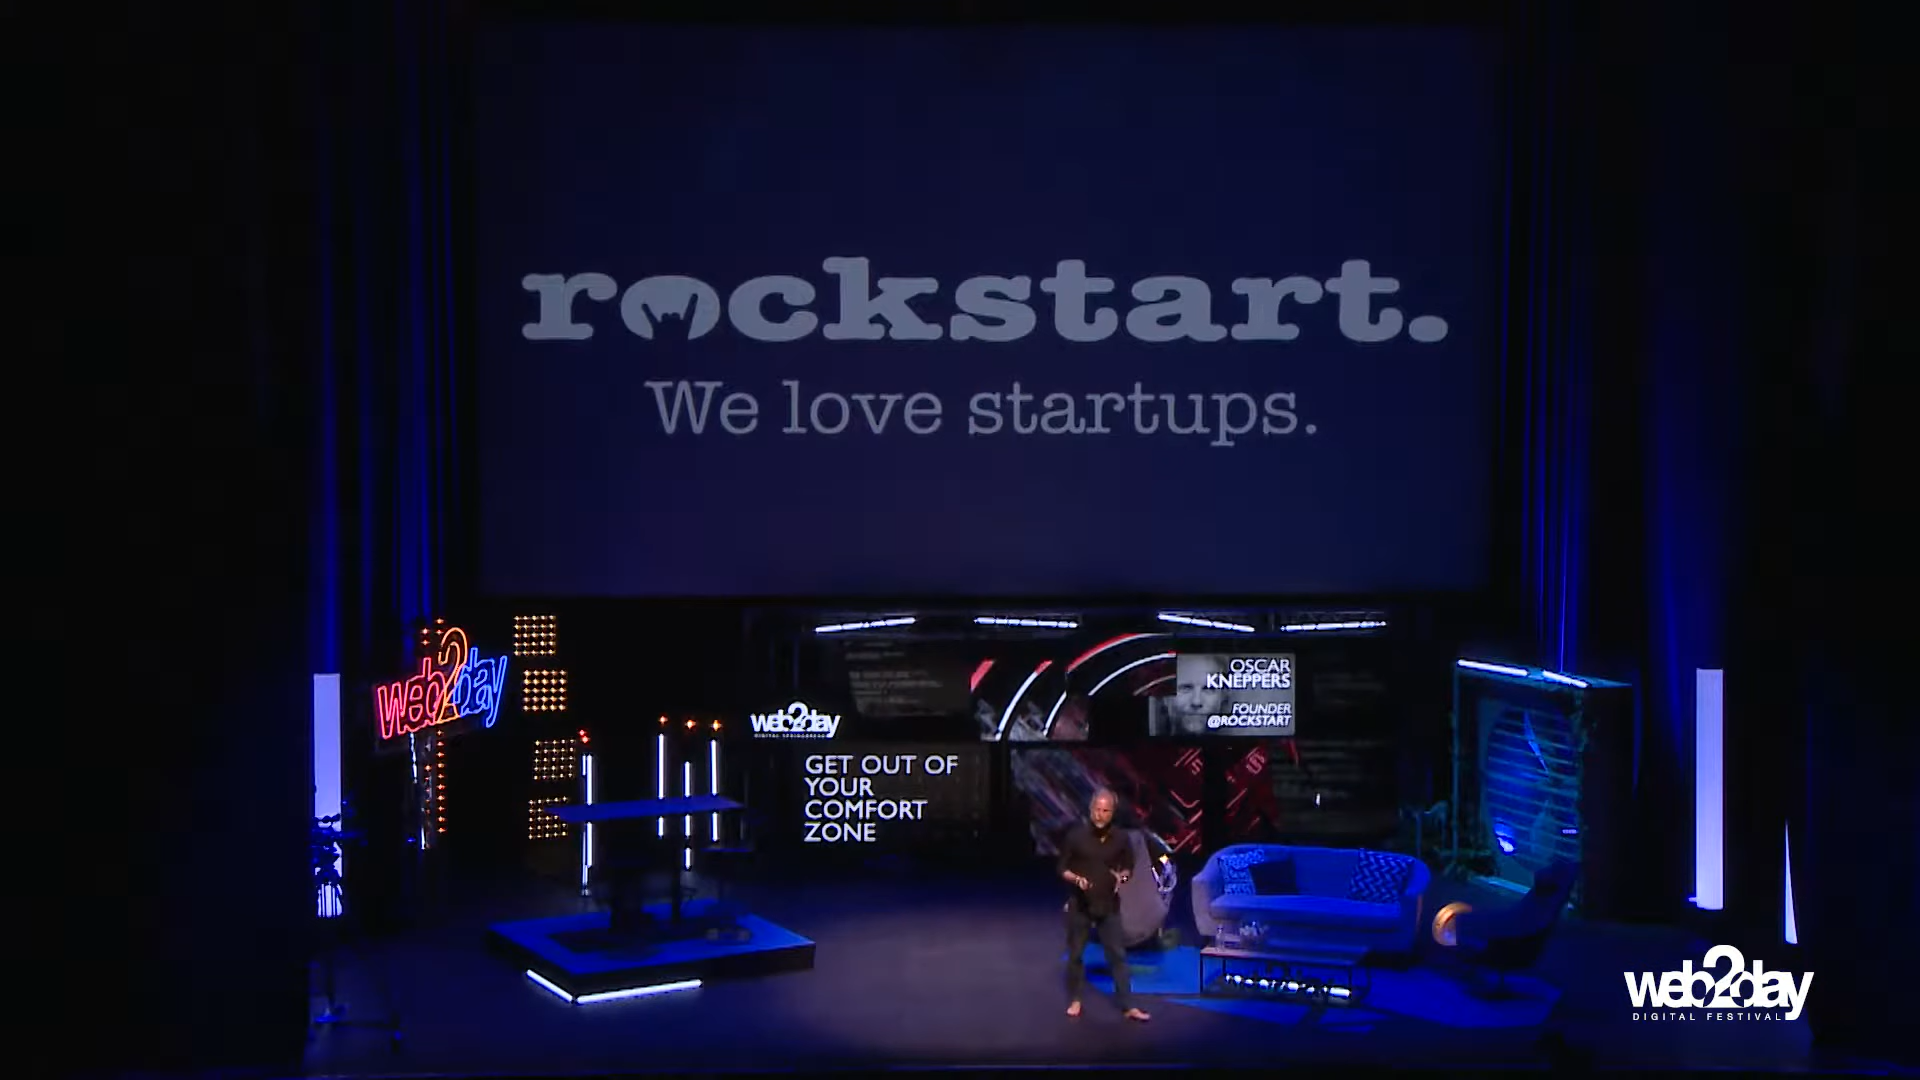 rockstart.
We love startups.
web2day
OSCAR
KNEPPERS
FOUNDER
@ROCKSTART
web2day
GET OUT OF
YOUR
COMFORT
ZONE
web2day
DIGITAL FESTIVAL